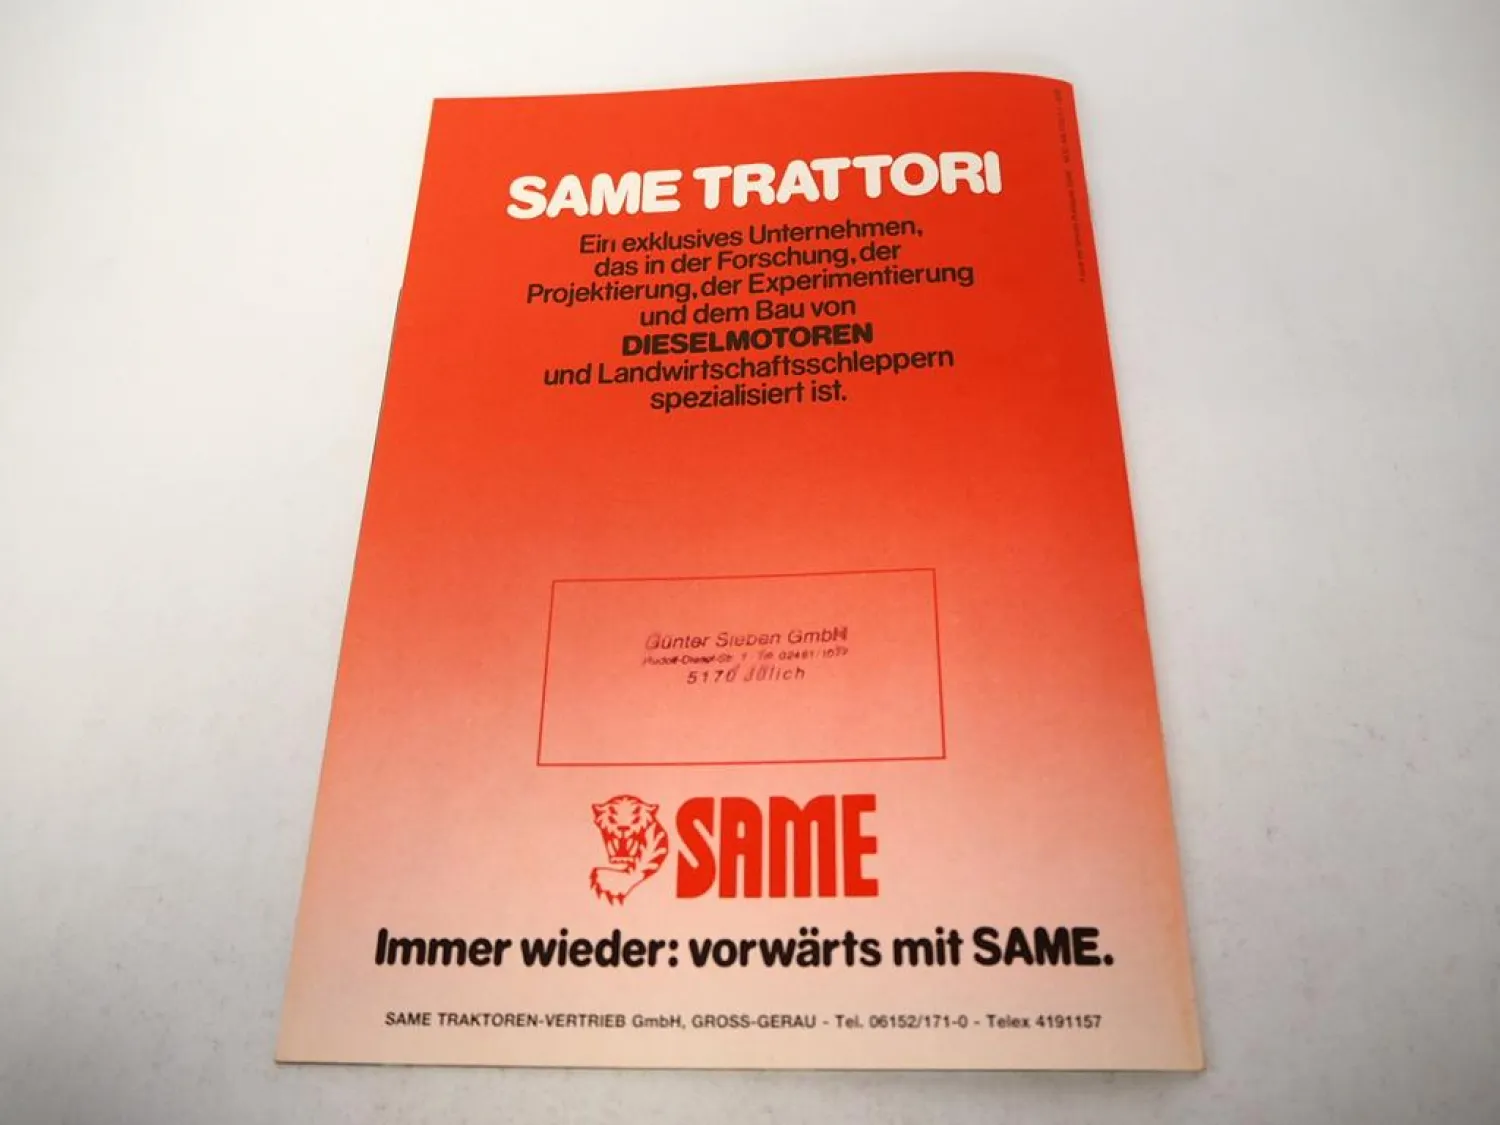 SAME TRATTORI
Ein exklusives Unternehmen,
das in der Forschung, der
Projektierung, der Experimentierung
und dem Bau von
DIESELMOTOREN
und Landwirtschaftsschleppern
spezialisiert ist.
Günter Sieben GmbH
5170 Jülich
SAME
Immer wieder: vorwärts mit SAME.
SAME TRAKTOREN-VERTRIEB GmbH, GROSS-GERAU - Tel. 06152/171-0 - Telex 4191157